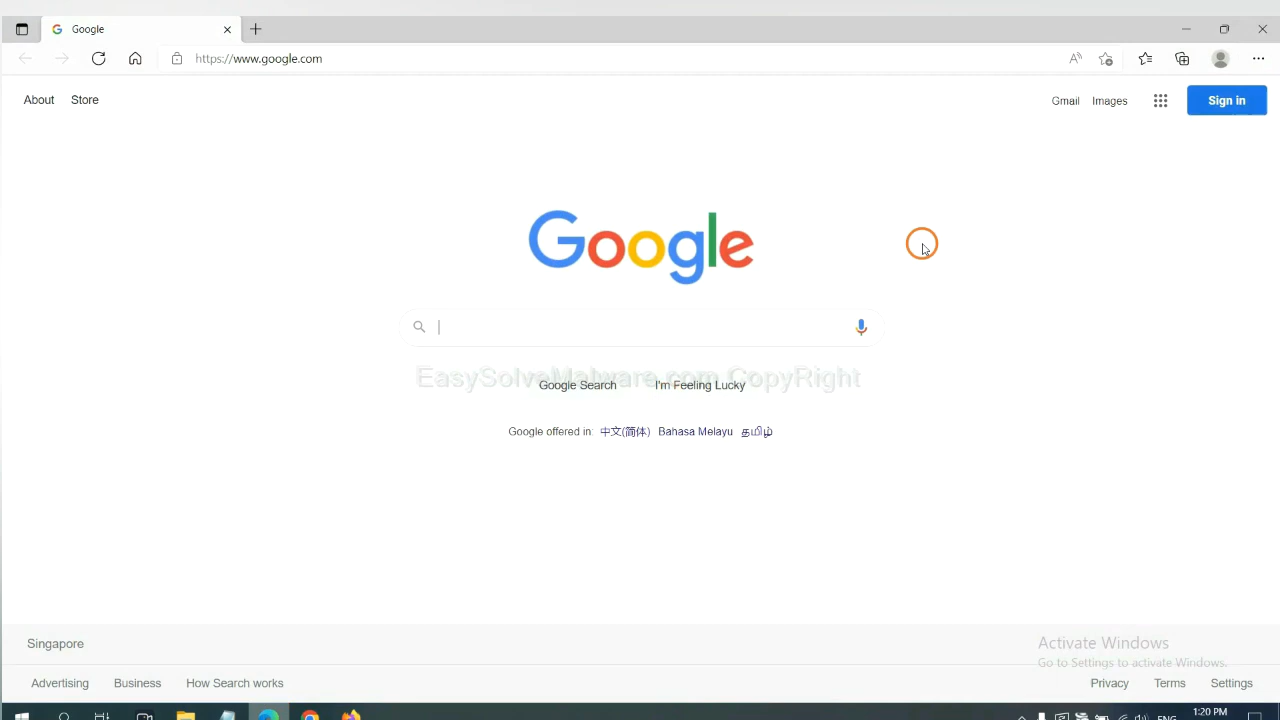 Google
https://www.google.com
About Store
Gmail Images Sign in
Google
EasySolveMalware.com CopyRight
Google Search I'm Feeling Lucky
Google offered in: 中文(简体) Bahasa Melayu தமிழ்
Singapore
Activate Windows
Go to Settings to activate Windows.
Advertising Business How Search works
Privacy Terms Settings
ENG
1:20 PM